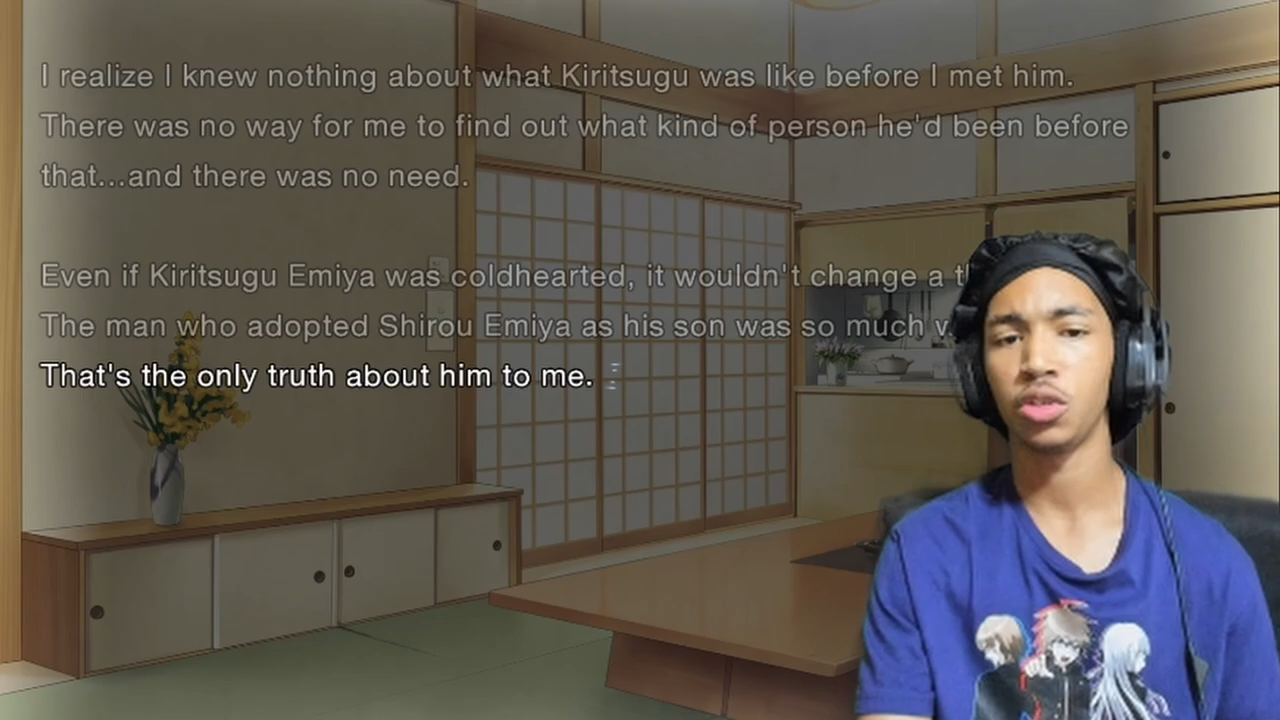 I realize I knew nothing about what Kiritsugu was like before I met him.
There was no way for me to find out what kind of person he'd been before
that...and there was no need.
Even if Kiritsugu Emiya was coldhearted, it wouldn't change a
The man who adopted Shirou Emiya as his son was so much
That's the only truth about him to me.